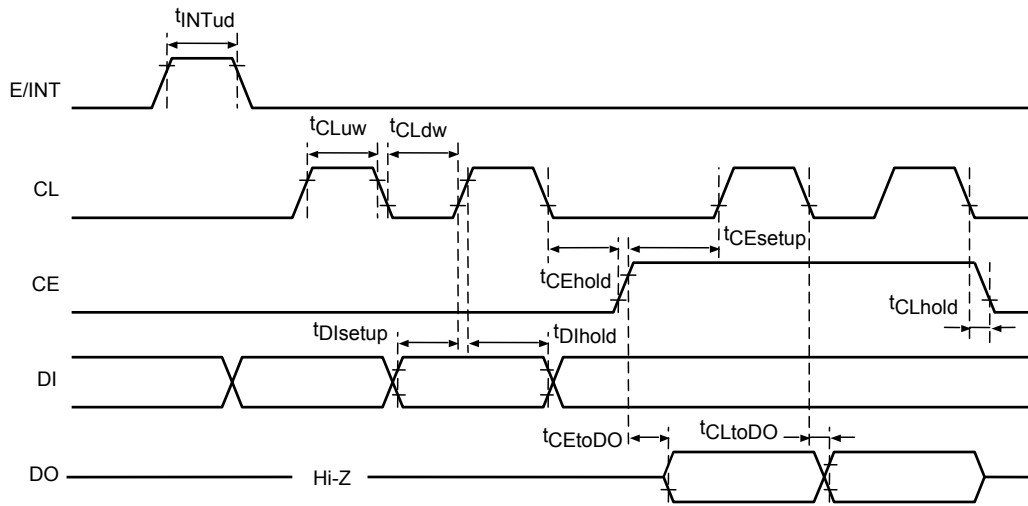 tINTud
E/INT
tCLuw
tCLdw
CL
tCEsetup
tCEhold
CE
tCLhold
tDIsetup
tDIhold
DI
tCEtoDO
tCLtoDO
DO
Hi-Z